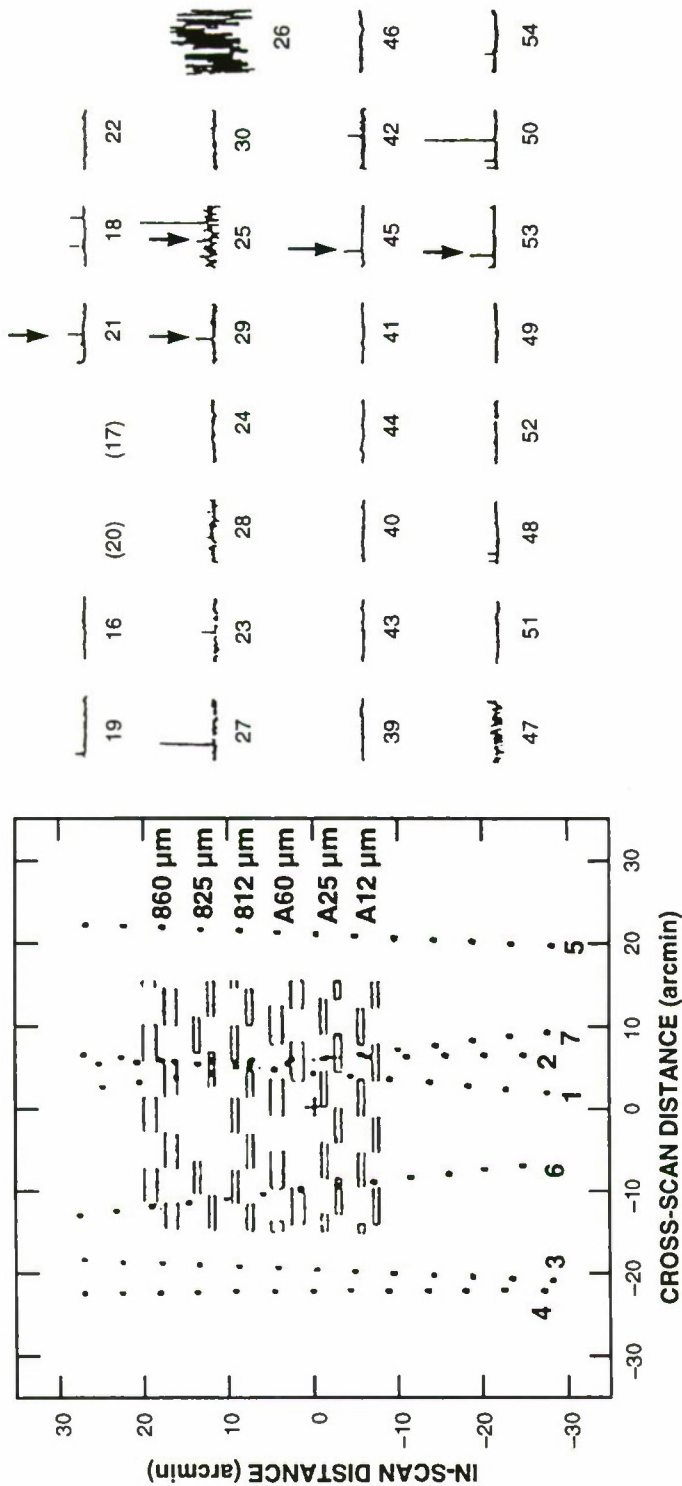 30
20
10
0
-10
-20
-30
IN-SCAN DISTANCE (arcmin)
860 µm
825 µm
812 µm
A60 µm
A25 µm
A12 µm
4
3
6
1
2
7
5
-30
-20
-10
0
10
20
30
CROSS-SCAN DISTANCE (arcmin)
19 16 (20) (17) 21 18 22
27 23 28 24 29 25 30 26
39 43 40 44 41 45 42 46
47 51 48 52 49 53 50 54